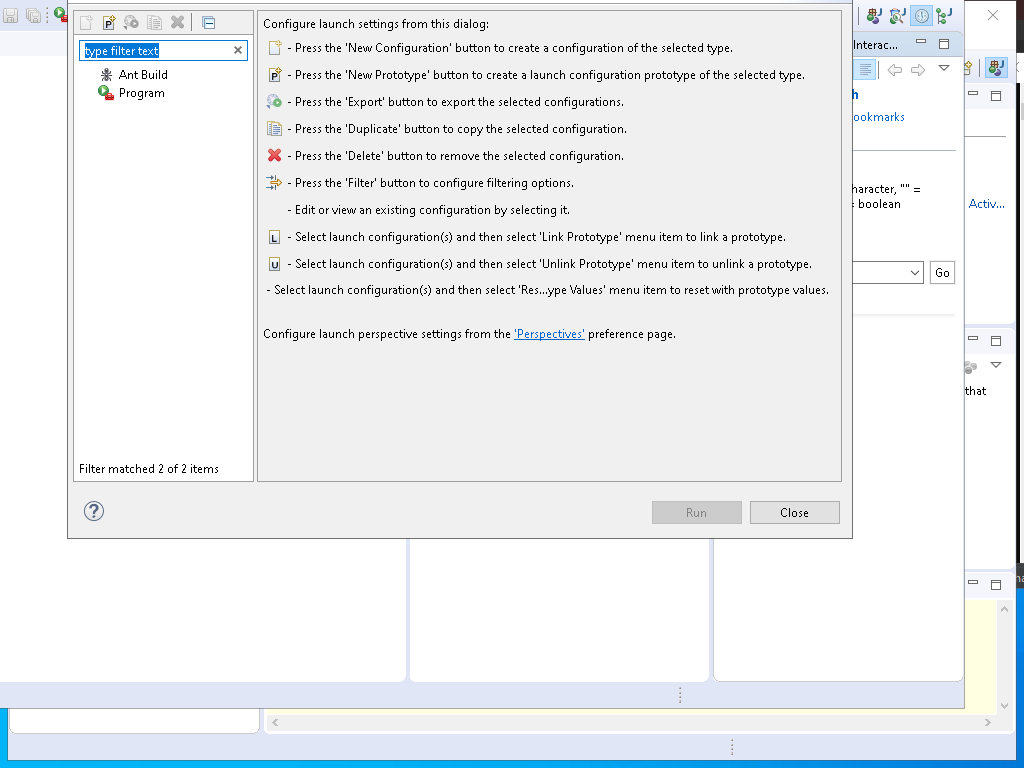 type filter text
Ant Build
Program
Filter matched 2 of 2 items
Configure launch settings from this dialog:
- Press the 'New Configuration' button to create a configuration of the selected type.
- Press the 'New Prototype' button to create a launch configuration prototype of the selected type.
- Press the 'Export' button to export the selected configurations.
- Press the 'Duplicate' button to copy the selected configuration.
- Press the 'Delete' button to remove the selected configuration.
- Press the 'Filter' button to configure filtering options.
- Edit or view an existing configuration by selecting it.
- Select launch configuration(s) and then select 'Link Prototype' menu item to link a prototype.
- Select launch configuration(s) and then select 'Unlink Prototype' menu item to unlink a prototype.
- Select launch configuration(s) and then select 'Res...ype Values' menu item to reset with prototype values.
Configure launch perspective settings from the 'Perspectives' preference page.
Run
Close
Interac...
h
ookmarks
haracter, "" =
= boolean
Go
Activ...
that